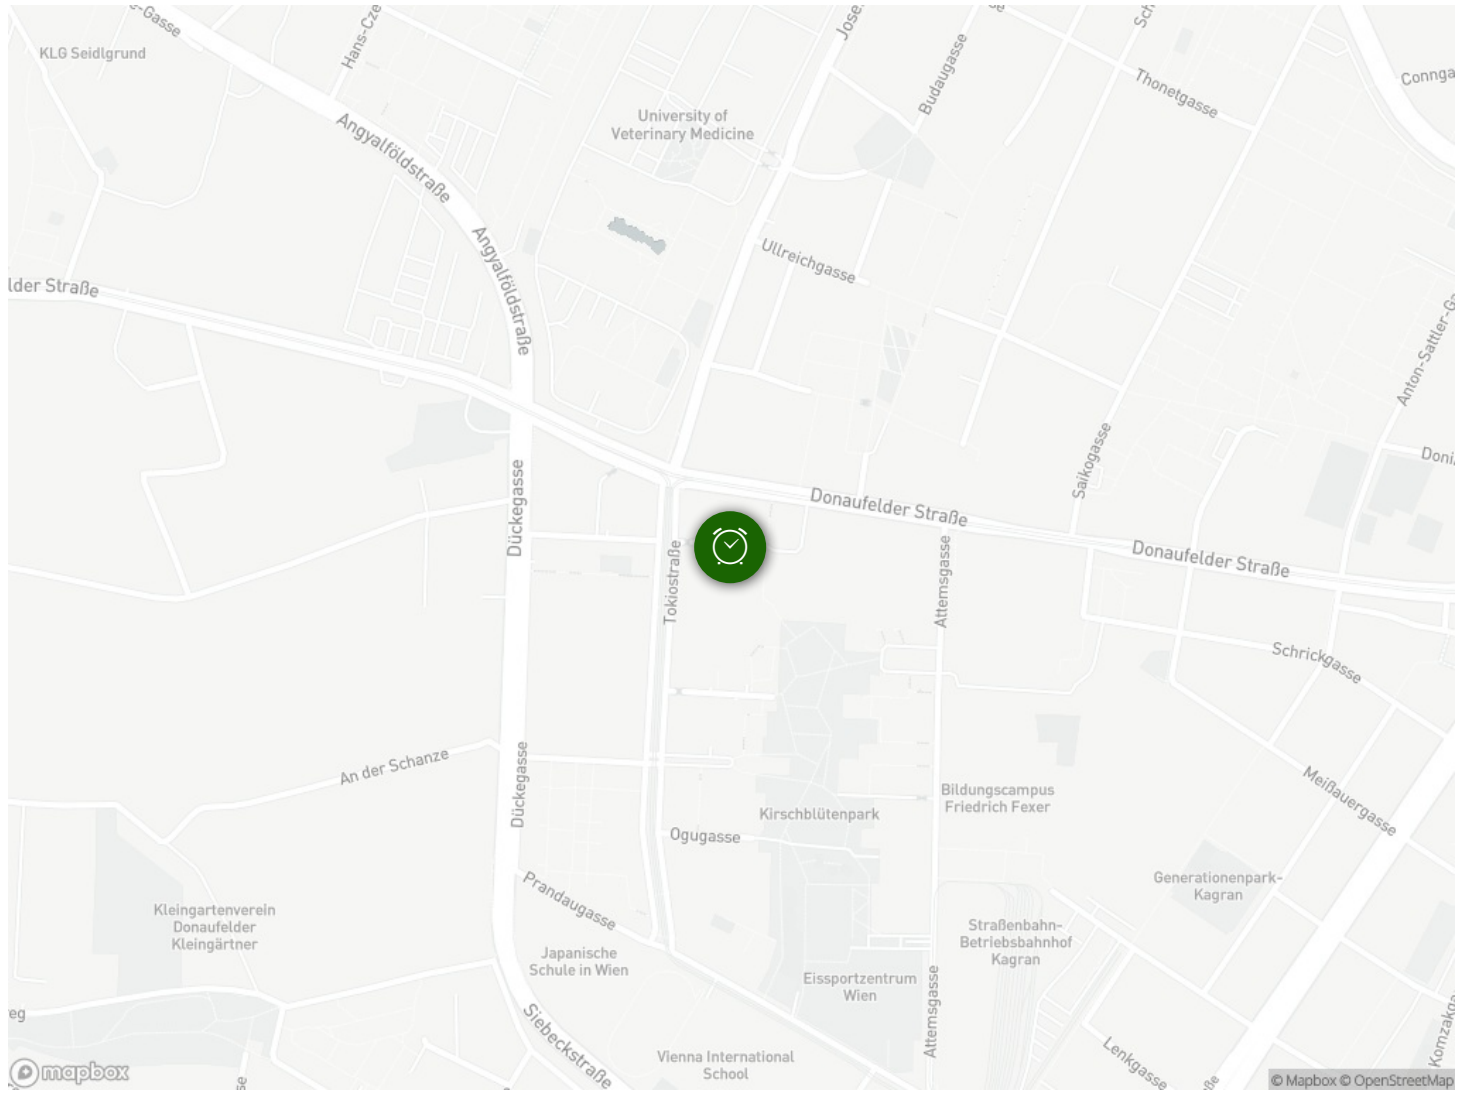 KLG Seidlgrund
Angyalföldstraße
University of
Veterinary Medicine
Budaugasse
Thonetgasse
Angyalföldstraße
Ullreichgasse
lder Straße
Dückegasse
Donaufelder Straße
Saikogasse
Donaufelder Straße
Tokiostraße
Attemsgasse
Schrickgasse
An der Schanze
Dückegasse
Kirschblütenpark
Bildungscampus
Friedrich Fexer
Meißauergasse
Ogugasse
Prandaugasse
Generationenpark-
Kagran
Kleingartenverein
Donaufelder
Kleingärtner
Japanische
Schule in Wien
Straßenbahn-
Betriebsbahnhof
Kagran
Eissportzentrum
Wien
Attemsgasse
Siebeckstraße
Vienna International
School
Lenkgasse
mapbox
© Mapbox © OpenStreetMap